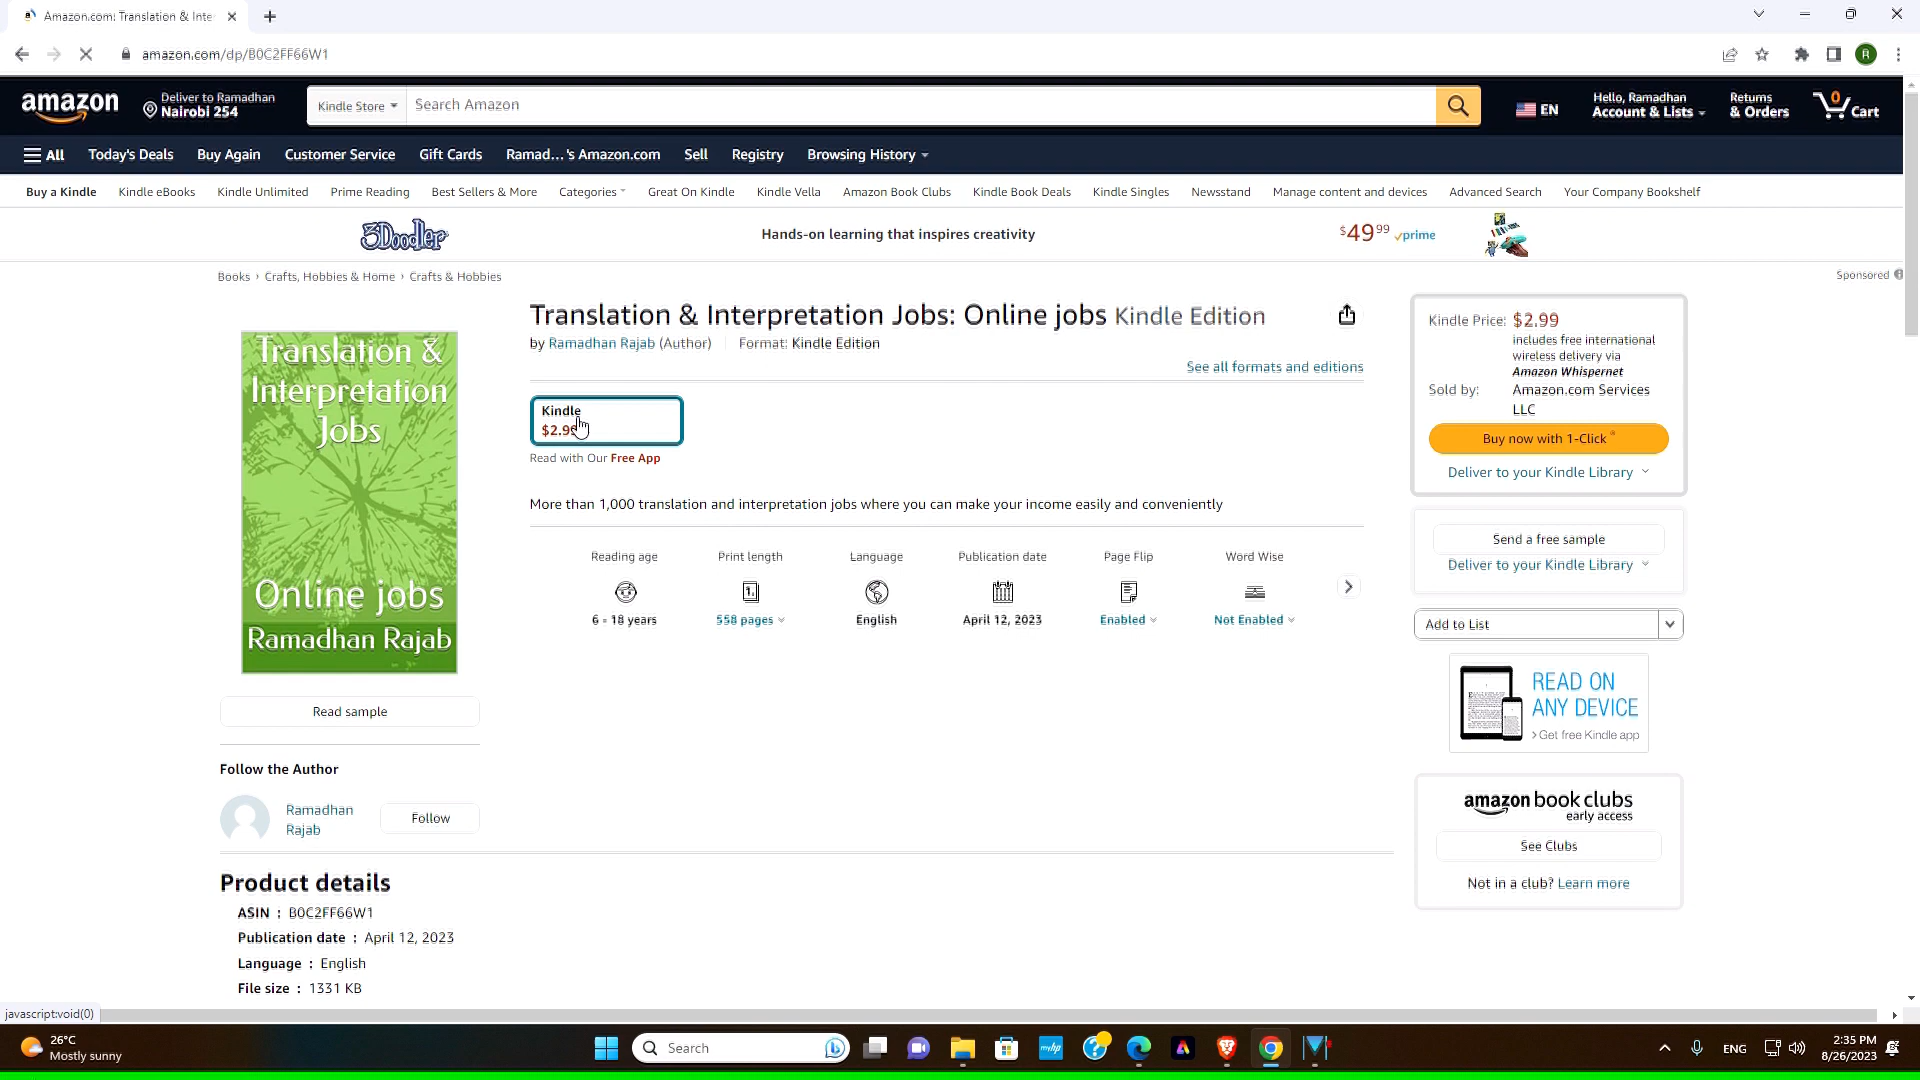 Amazon.com: Translation & Inte
amazon.com/dp/B0C2FF66W1
R
amazon
Deliver to Ramadhan
Nairobi 254
Kindle Store
Search Amazon
EN
Hello, Ramadhan
Account & Lists
Returns
& Orders
0
Cart
All
Today's Deals
Buy Again
Customer Service
Gift Cards
Ramad…'s Amazon.com
Sell
Registry
Browsing History
Buy a Kindle
Kindle eBooks
Kindle Unlimited
Prime Reading
Best Sellers & More
Categories
Great On Kindle
Kindle Vella
Amazon Book Clubs
Kindle Book Deals
Kindle Singles
Newsstand
Manage content and devices
Advanced Search
Your Company Bookshelf
3Doodler
Hands-on learning that inspires creativity
$49.99 prime
Books › Crafts, Hobbies & Home › Crafts & Hobbies
Sponsored
Translation & Interpretation Jobs: Online jobs Kindle Edition
by Ramadhan Rajab (Author)
Format: Kindle Edition
See all formats and editions
Kindle
$2.99
Read with Our Free App
More than 1,000 translation and interpretation jobs where you can make your income easily and conveniently
Reading age
6 - 18 years
Print length
558 pages
Language
English
Publication date
April 12, 2023
Page Flip
Enabled
Word Wise
Not Enabled
Translation &
Interpretation
Jobs
Online jobs
Ramadhan Rajab
Read sample
Follow the Author
Ramadhan
Rajab
Follow
Product details
ASIN : B0C2FF66W1
Publication date : April 12, 2023
Language : English
File size : 1331 KB
Kindle Price: $2.99
includes free international
wireless delivery via
Amazon Whispernet
Sold by: Amazon.com Services
LLC
Buy now with 1-Click ®
Deliver to your Kindle Library
Send a free sample
Deliver to your Kindle Library
Add to List
READ ON
ANY DEVICE
› Get free Kindle app
amazon book clubs
early access
See Clubs
Not in a club? Learn more
javascript:void(0)
26°C
Mostly sunny
Search
myhp
ENG
2:35 PM
8/26/2023